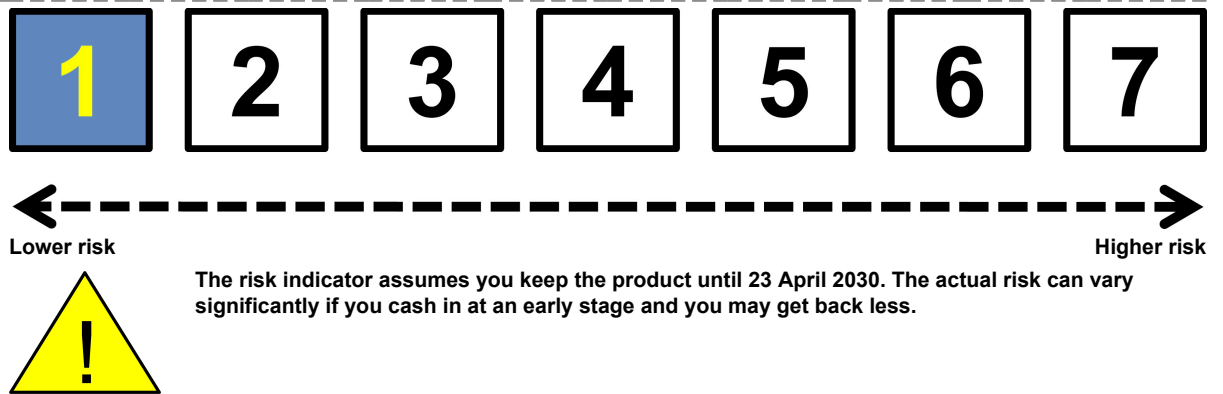 1 2 3 4 5 6 7
Lower risk Higher risk
The risk indicator assumes you keep the product until 23 April 2030. The actual risk can vary
significantly if you cash in at an early stage and you may get back less.
!